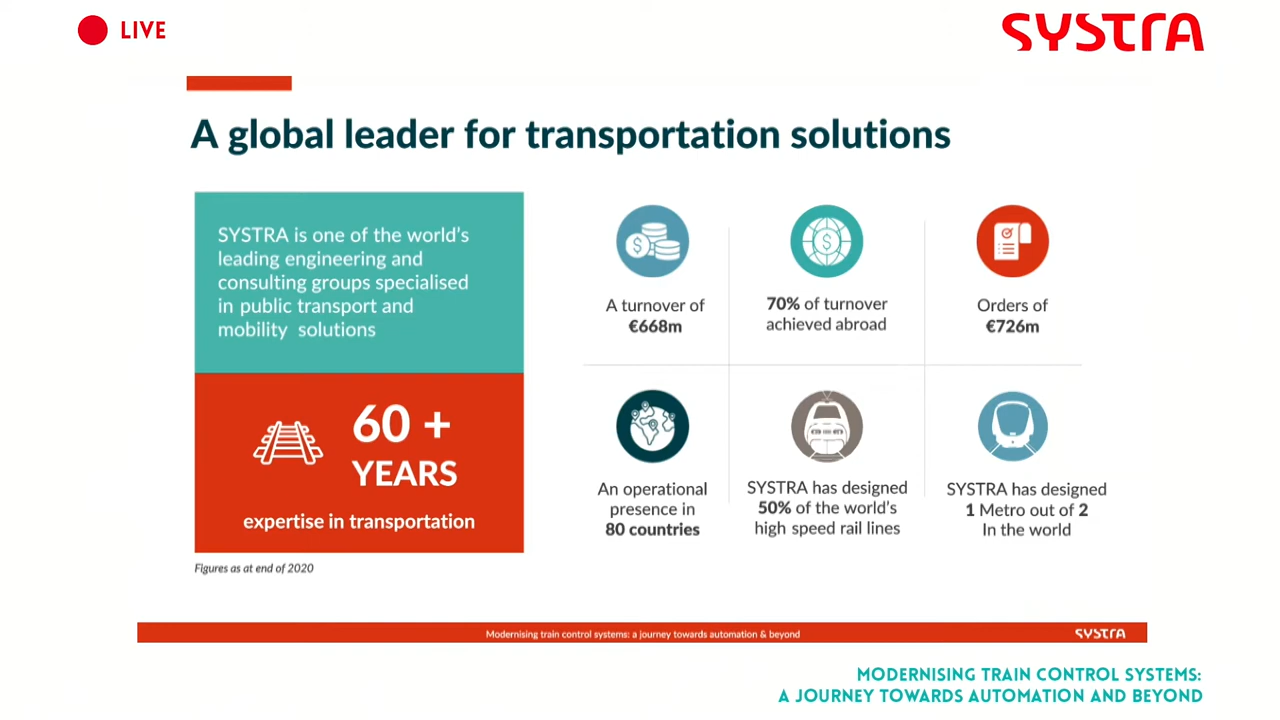 LIVE
SYSTRA
A global leader for transportation solutions
SYSTRA is one of the world's
leading engineering and
consulting groups specialised
in public transport and
mobility solutions
60 +
YEARS
expertise in transportation
Figures as at end of 2020
A turnover of
€668m
70% of turnover
achieved abroad
Orders of
€726m
An operational
presence in
80 countries
SYSTRA has designed
50% of the world's
high speed rail lines
SYSTRA has designed
1 Metro out of 2
In the world
Modernising train control systems: a journey towards automation & beyond
SYSTRA
MODERNISING TRAIN CONTROL SYSTEMS:
A JOURNEY TOWARDS AUTOMATION AND BEYOND